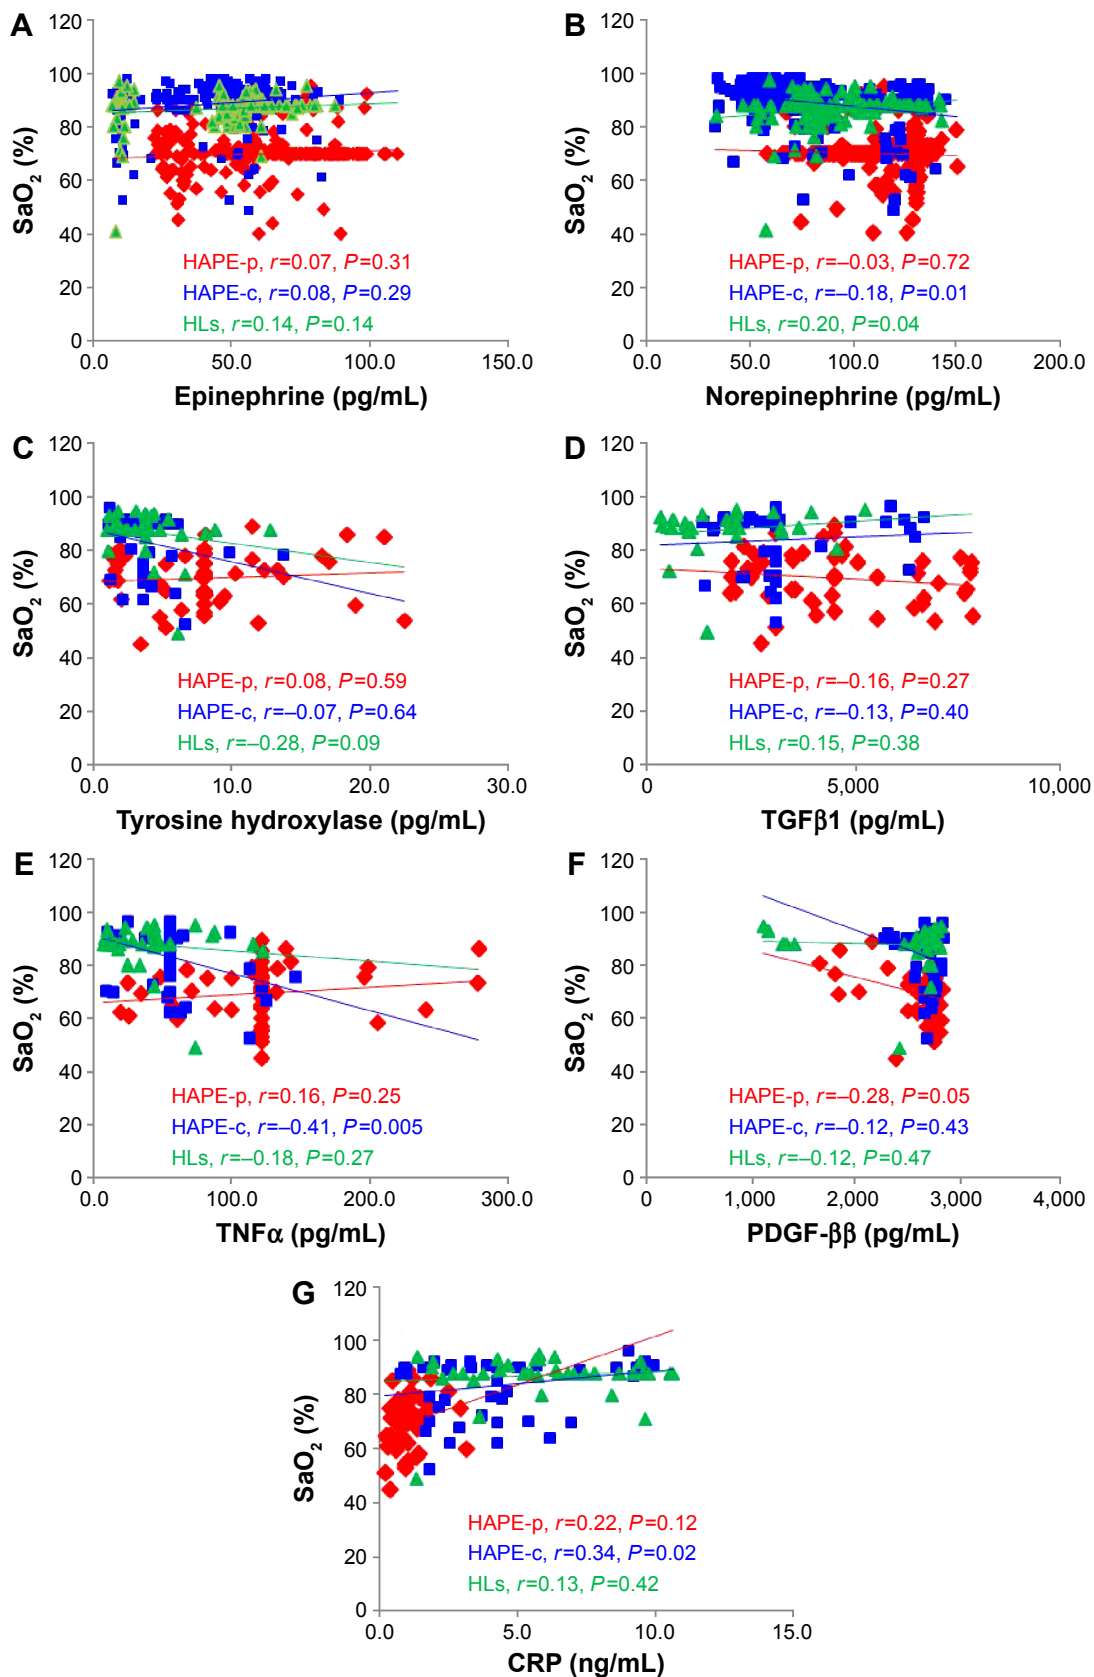 A
120
100
80
60
40
20
0
SaO2 (%)
HAPE-p, r=0.07, P=0.31
HAPE-c, r=0.08, P=0.29
HLs, r=0.14, P=0.14
0.0 50.0 100.0 150.0
Epinephrine (pg/mL)
B
120
100
80
60
40
20
0
SaO2 (%)
HAPE-p, r=–0.03, P=0.72
HAPE-c, r=–0.18, P=0.01
HLs, r=0.20, P=0.04
0.0 50.0 100.0 150.0 200.0
Norepinephrine (pg/mL)
C
120
100
80
60
40
20
0
SaO2 (%)
HAPE-p, r=0.08, P=0.59
HAPE-c, r=–0.07, P=0.64
HLs, r=–0.28, P=0.09
0.0 10.0 20.0 30.0
Tyrosine hydroxylase (pg/mL)
D
120
100
80
60
40
20
0
SaO2 (%)
HAPE-p, r=–0.16, P=0.27
HAPE-c, r=–0.13, P=0.40
HLs, r=0.15, P=0.38
0 5,000 10,000
TGFβ1 (pg/mL)
E
120
100
80
60
40
20
0
SaO2 (%)
HAPE-p, r=0.16, P=0.25
HAPE-c, r=–0.41, P=0.005
HLs, r=–0.18, P=0.27
0.0 100.0 200.0 300.0
TNFα (pg/mL)
F
120
100
80
60
40
20
0
SaO2 (%)
HAPE-p, r=–0.28, P=0.05
HAPE-c, r=–0.12, P=0.43
HLs, r=–0.12, P=0.47
0 1,000 2,000 3,000 4,000
PDGF-ββ (pg/mL)
G
120
100
80
60
40
20
0
SaO2 (%)
HAPE-p, r=0.22, P=0.12
HAPE-c, r=0.34, P=0.02
HLs, r=0.13, P=0.42
0.0 5.0 10.0 15.0
CRP (ng/mL)